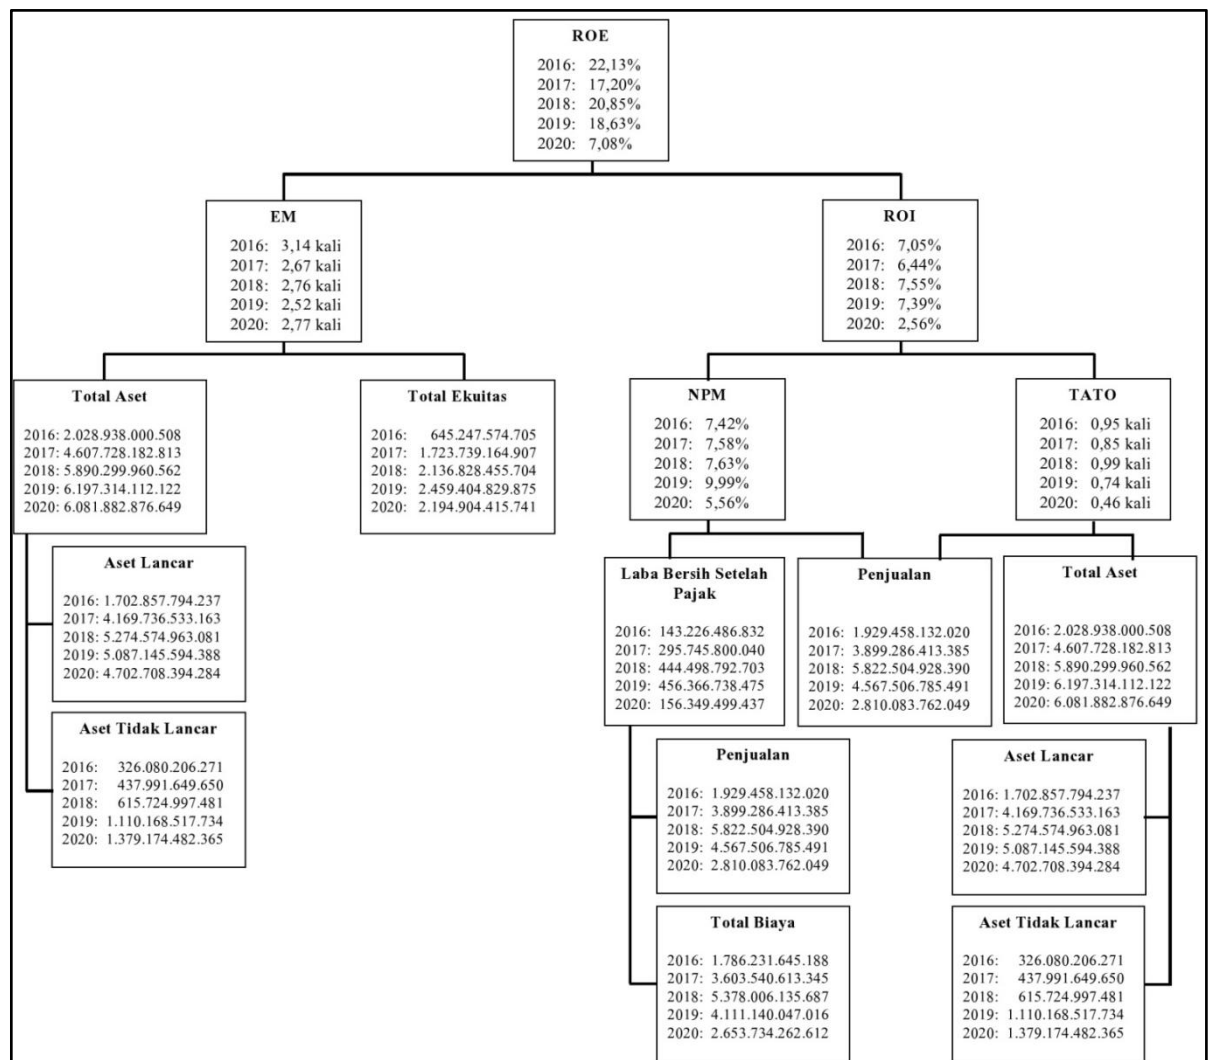 ROE
2016: 22,13%
2017: 17,20%
2018: 20,85%
2019: 18,63%
2020: 7,08%
EM
2016: 3,14 kali
2017: 2,67 kali
2018: 2,76 kali
2019: 2,52 kali
2020: 2,77 kali
ROI
2016: 7,05%
2017: 6,44%
2018: 7,55%
2019: 7,39%
2020: 2,56%
Total Aset
2016: 2.028.938.000.508
2017: 4.607.728.182.813
2018: 5.890.299.960.562
2019: 6.197.314.112.122
2020: 6.081.882.876.649
Total Ekuitas
2016: 645.247.574.705
2017: 1.723.739.164.907
2018: 2.136.828.455.704
2019: 2.459.404.829.875
2020: 2.194.904.415.741
NPM
2016: 7,42%
2017: 7,58%
2018: 7,63%
2019: 9,99%
2020: 5,56%
TATO
2016: 0,95 kali
2017: 0,85 kali
2018: 0,99 kali
2019: 0,74 kali
2020: 0,46 kali
Aset Lancar
2016: 1.702.857.794.237
2017: 4.169.736.533.163
2018: 5.274.574.963.081
2019: 5.087.145.594.388
2020: 4.702.708.394.284
Laba Bersih Setelah
Pajak
2016: 143.226.486.832
2017: 295.745.800.040
2018: 444.498.792.703
2019: 456.366.738.475
2020: 156.349.499.437
Penjualan
2016: 1.929.458.132.020
2017: 3.899.286.413.385
2018: 5.822.504.928.390
2019: 4.567.506.785.491
2020: 2.810.083.762.049
Total Aset
2016: 2.028.938.000.508
2017: 4.607.728.182.813
2018: 5.890.299.960.562
2019: 6.197.314.112.122
2020: 6.081.882.876.649
Aset Tidak Lancar
2016: 326.080.206.271
2017: 437.991.649.650
2018: 615.724.997.481
2019: 1.110.168.517.734
2020: 1.379.174.482.365
Penjualan
2016: 1.929.458.132.020
2017: 3.899.286.413.385
2018: 5.822.504.928.390
2019: 4.567.506.785.491
2020: 2.810.083.762.049
Aset Lancar
2016: 1.702.857.794.237
2017: 4.169.736.533.163
2018: 5.274.574.963.081
2019: 5.087.145.594.388
2020: 4.702.708.394.284
Total Biaya
2016: 1.786.231.645.188
2017: 3.603.540.613.345
2018: 5.378.006.135.687
2019: 4.111.140.047.016
2020: 2.653.734.262.612
Aset Tidak Lancar
2016: 326.080.206.271
2017: 437.991.649.650
2018: 615.724.997.481
2019: 1.110.168.517.734
2020: 1.379.174.482.365